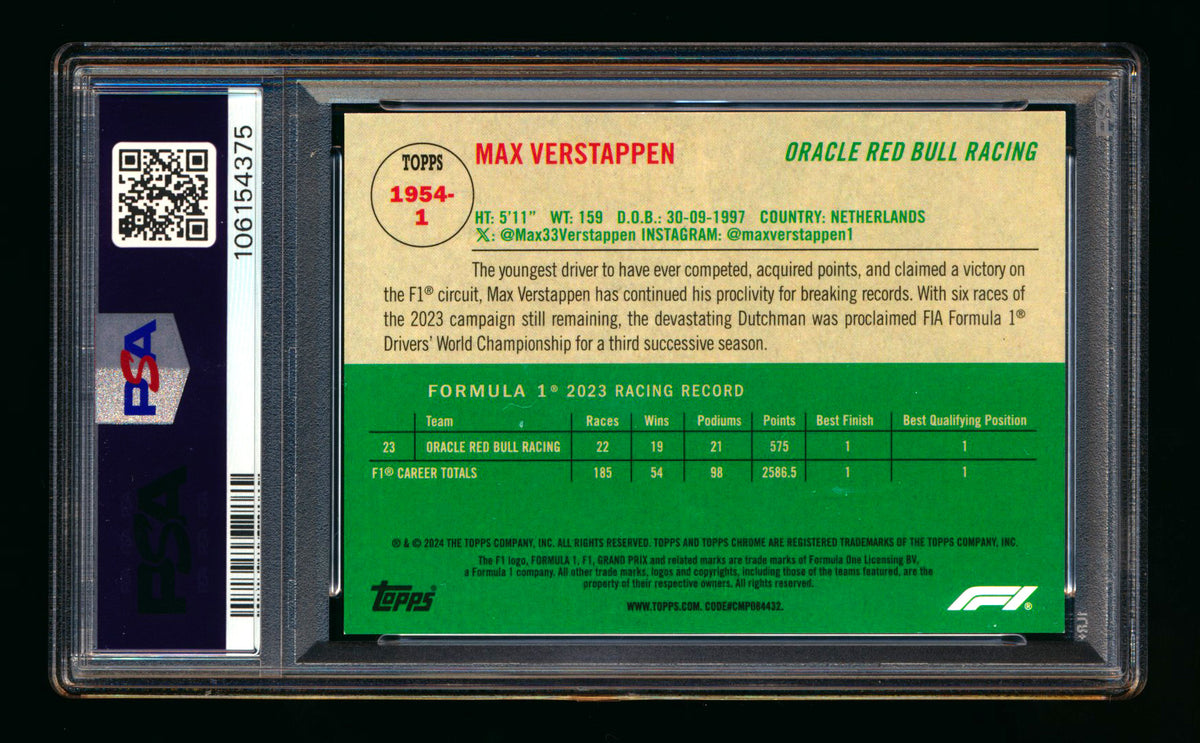 106154375
PSA
PSA
TOPPS
1954-
1
MAX VERSTAPPEN
ORACLE RED BULL RACING
HT: 5'11" WT: 159 D.O.B.: 30-09-1997 COUNTRY: NETHERLANDS
𝕏: @Max33Verstappen INSTAGRAM: @maxverstappen1
The youngest driver to have ever competed, acquired points, and claimed a victory on
the F1® circuit, Max Verstappen has continued his proclivity for breaking records. With six races of
the 2023 campaign still remaining, the devastating Dutchman was proclaimed FIA Formula 1®
Drivers' World Championship for a third successive season.
FORMULA 1® 2023 RACING RECORD
Team Races Wins Podiums Points Best Finish Best Qualifying Position
23 ORACLE RED BULL RACING 22 19 21 575 1 1
F1® CAREER TOTALS 185 54 98 2586.5 1 1
® & © 2024 THE TOPPS COMPANY, INC. ALL RIGHTS RESERVED. TOPPS AND TOPPS CHROME ARE REGISTERED TRADEMARKS OF THE TOPPS COMPANY, INC.
The F1 logo, FORMULA 1, F1, GRAND PRIX and related marks are trade marks of Formula One Licensing BV,
a Formula 1 company. All other trade marks, logos and copyrights, including those of the teams featured, are the
property of their respective owners. All rights reserved.
Topps®
WWW.TOPPS.COM. CODE#CMP084432.
F1®